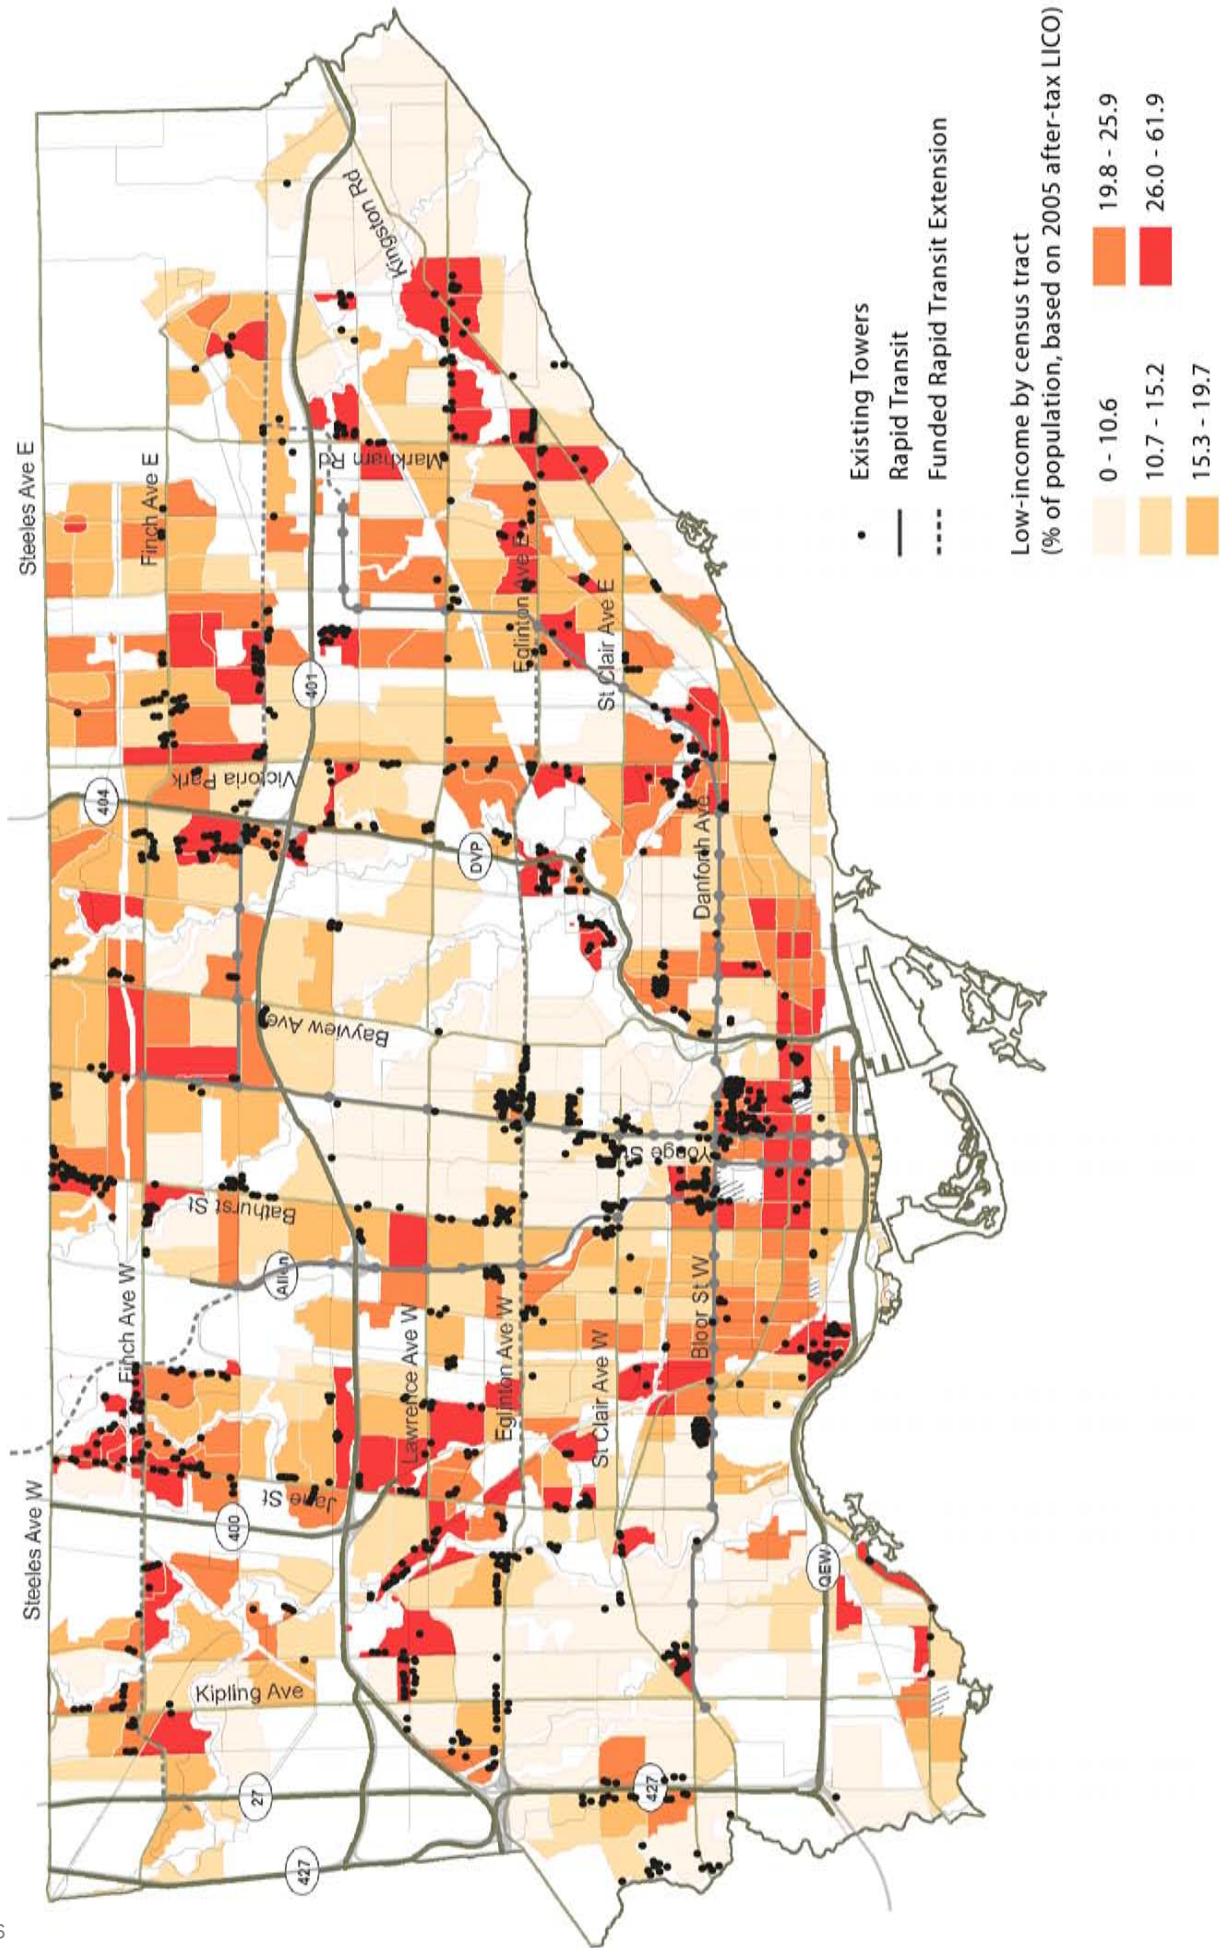 Steeles Ave W
Steeles Ave E
Finch Ave W
Finch Ave E
427
27
Kipling Ave
400
Jane St
Allen
Bathurst St
Bayview Ave
404
Victoria Park
401
Markham Rd
Kingston Rd
Lawrence Ave W
Eglinton Ave W
DVP
Eglinton Ave E
St Clair Ave W
Yonge St
St Clair Ave E
427
Bloor St W
Danforth Ave
QEW
Existing Towers
Rapid Transit
Funded Rapid Transit Extension
Low-income by census tract
(% of population, based on 2005 after-tax LICO)
0 - 10.6
10.7 - 15.2
15.3 - 19.7
19.8 - 25.9
26.0 - 61.9